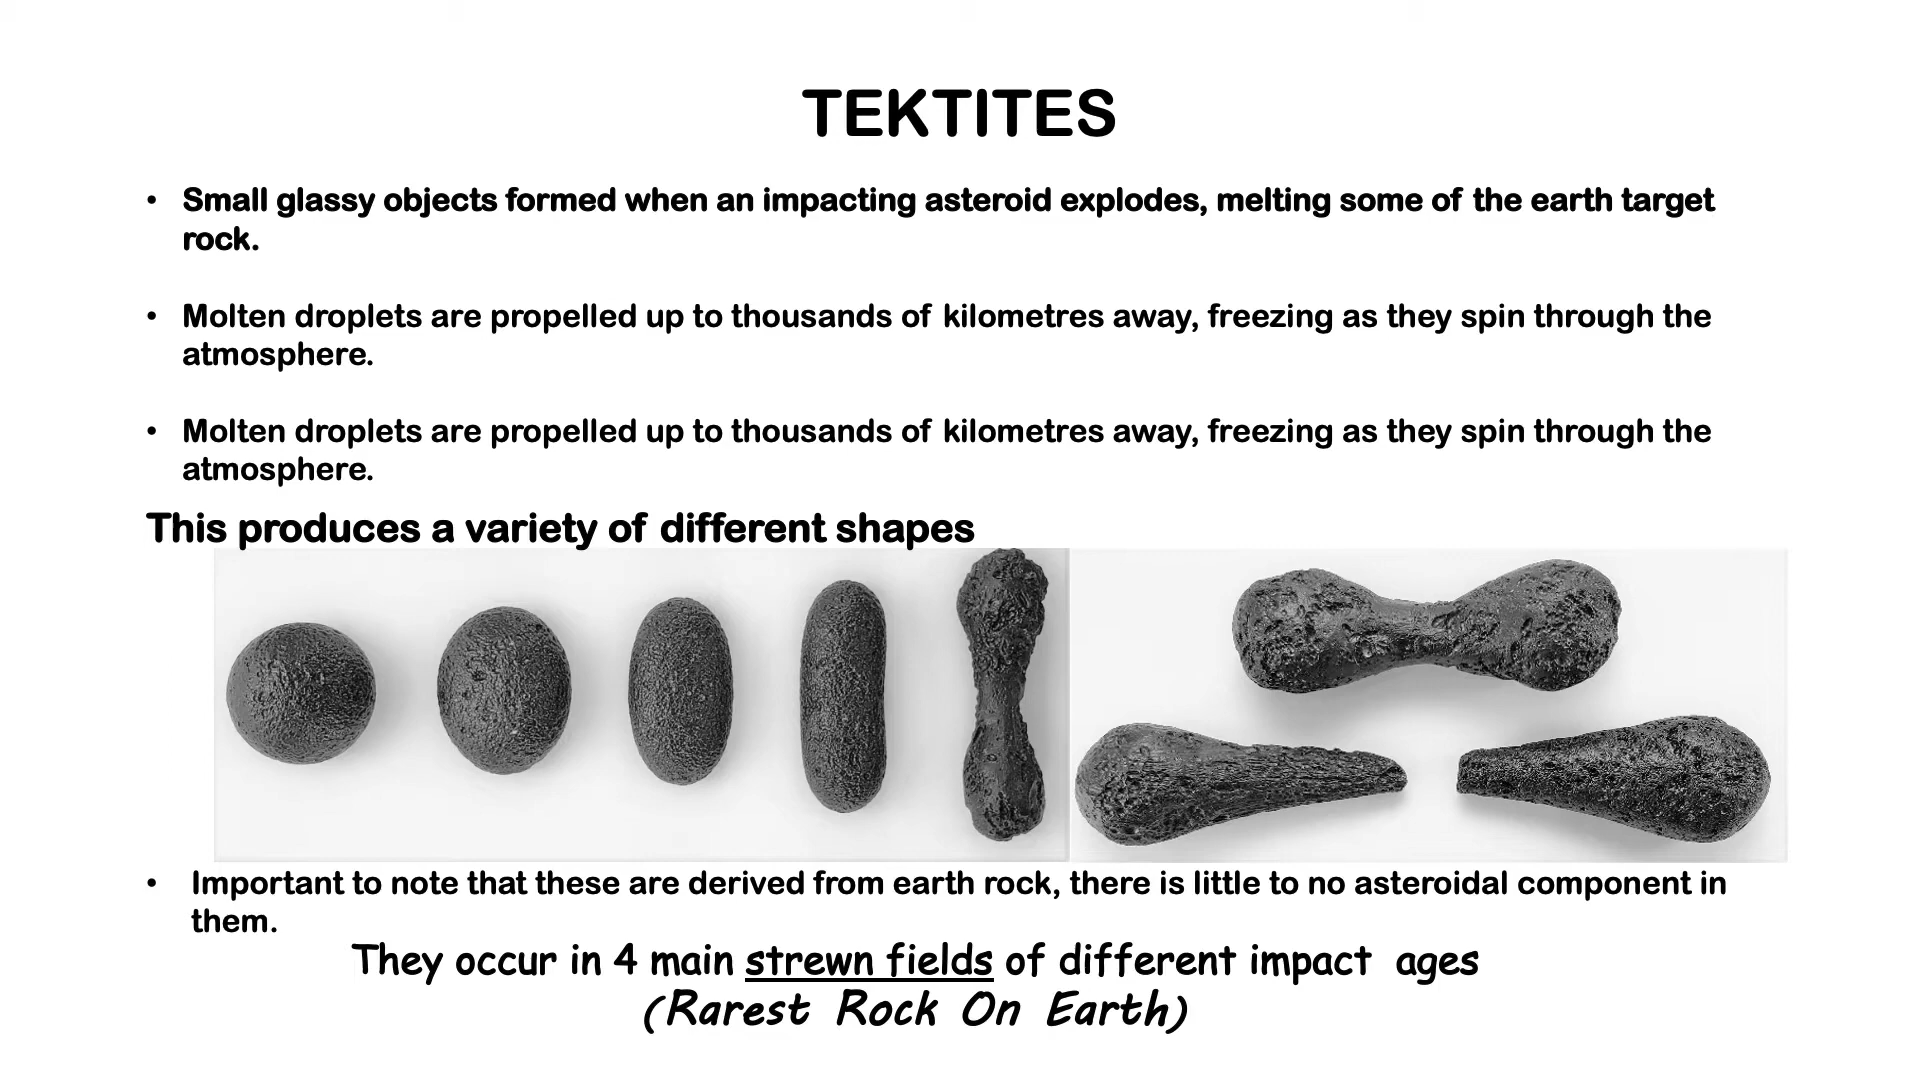 TEKTITES
• Small glassy objects formed when an impacting asteroid explodes, melting some of the earth target
rock.
• Molten droplets are propelled up to thousands of kilometres away, freezing as they spin through the
atmosphere.
• Molten droplets are propelled up to thousands of kilometres away, freezing as they spin through the
atmosphere.
This produces a variety of different shapes
• Important to note that these are derived from earth rock, there is little to no asteroidal component in
them.
They occur in 4 main strewn fields of different impact ages
(Rarest Rock On Earth)